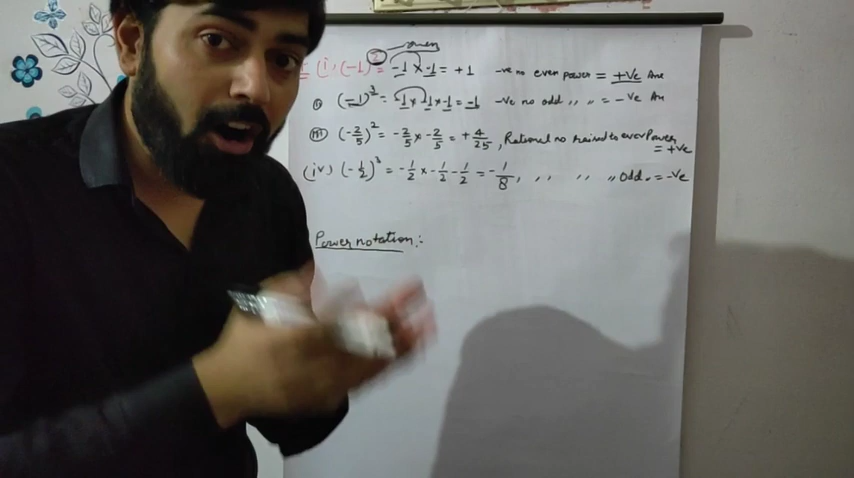 even
(i) (-1)² = -1 × -1 = +1 -ve no even power = +Ve Ans
(ii) (-1)³ = -1 × -1 × -1 = -1 -ve no odd ,, ,, = -Ve An
(iii) (-2/5)² = -2/5 × -2/5 = +4/25, Rational no raised to even Power = +Ve
(iv) (-1/2)³ = -1/2 × -1/2 - 1/2 = -1/8, ,, ,, ,, odd ,, = -Ve
Power notation :-